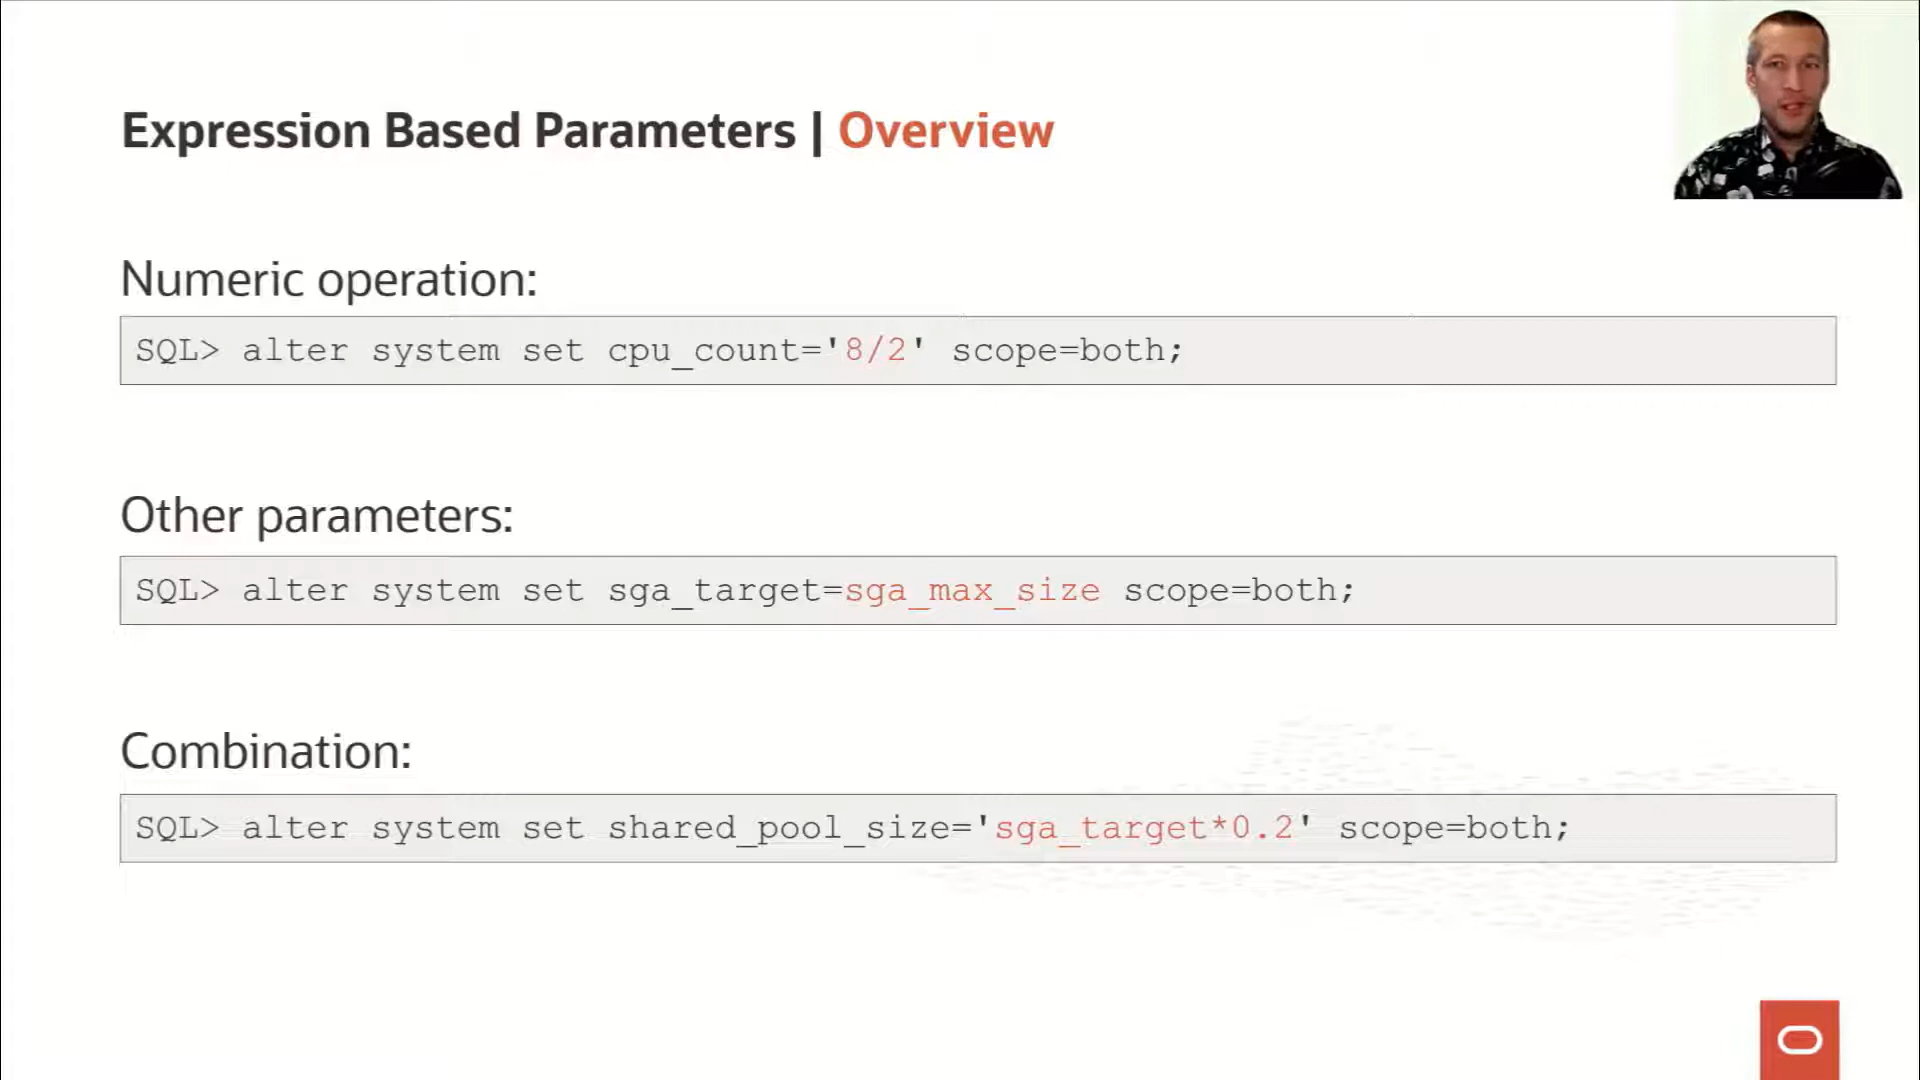 Expression Based Parameters | Overview
Numeric operation:
SQL> alter system set cpu_count='8/2' scope=both;
Other parameters:
SQL> alter system set sga_target=sga_max_size scope=both;
Combination:
SQL> alter system set shared_pool_size='sga_target*0.2' scope=both;